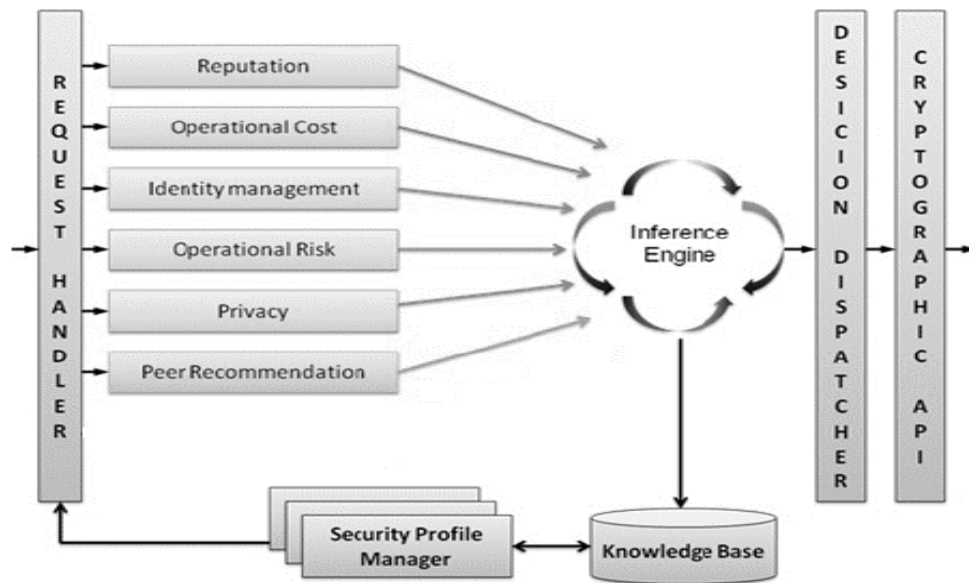 REQUEST HANDLER
Reputation
Operational Cost
Identity management
Operational Risk
Privacy
Peer Recommendation
Inference
Engine
DESICION DISPATCHER
CRYPTOGRAPHIC API
Security Profile
Manager
Knowledge Base